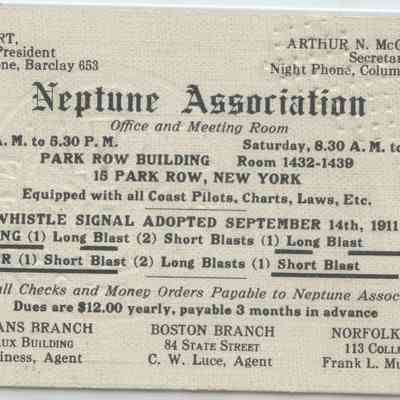 RT, ARTHUR N. McG
President Secretar
one, Barclay 653 Night Phone, Colum
Neptune Association
Office and Meeting Room
A. M. to 5.30 P. M. Saturday, 8.30 A. M. to
PARK ROW BUILDING Room 1432-1439
15 PARK ROW, NEW YORK
Equipped with all Coast Pilots, Charts, Laws, Etc.
WHISTLE SIGNAL ADOPTED SEPTEMBER 14th, 1911
NG (1) Long Blast (2) Short Blasts (1) Long Blast
R (1) Short Blast (2) Long Blasts (1) Short Blast
all Checks and Money Orders Payable to Neptune Assoc
Dues are $12.00 yearly, payable 3 months in advance
ANS BRANCH BOSTON BRANCH NORFOLK
UX BUILDING 84 STATE STREET 113 COLLE
iness, Agent C. W. Luce, Agent Frank L. Mu